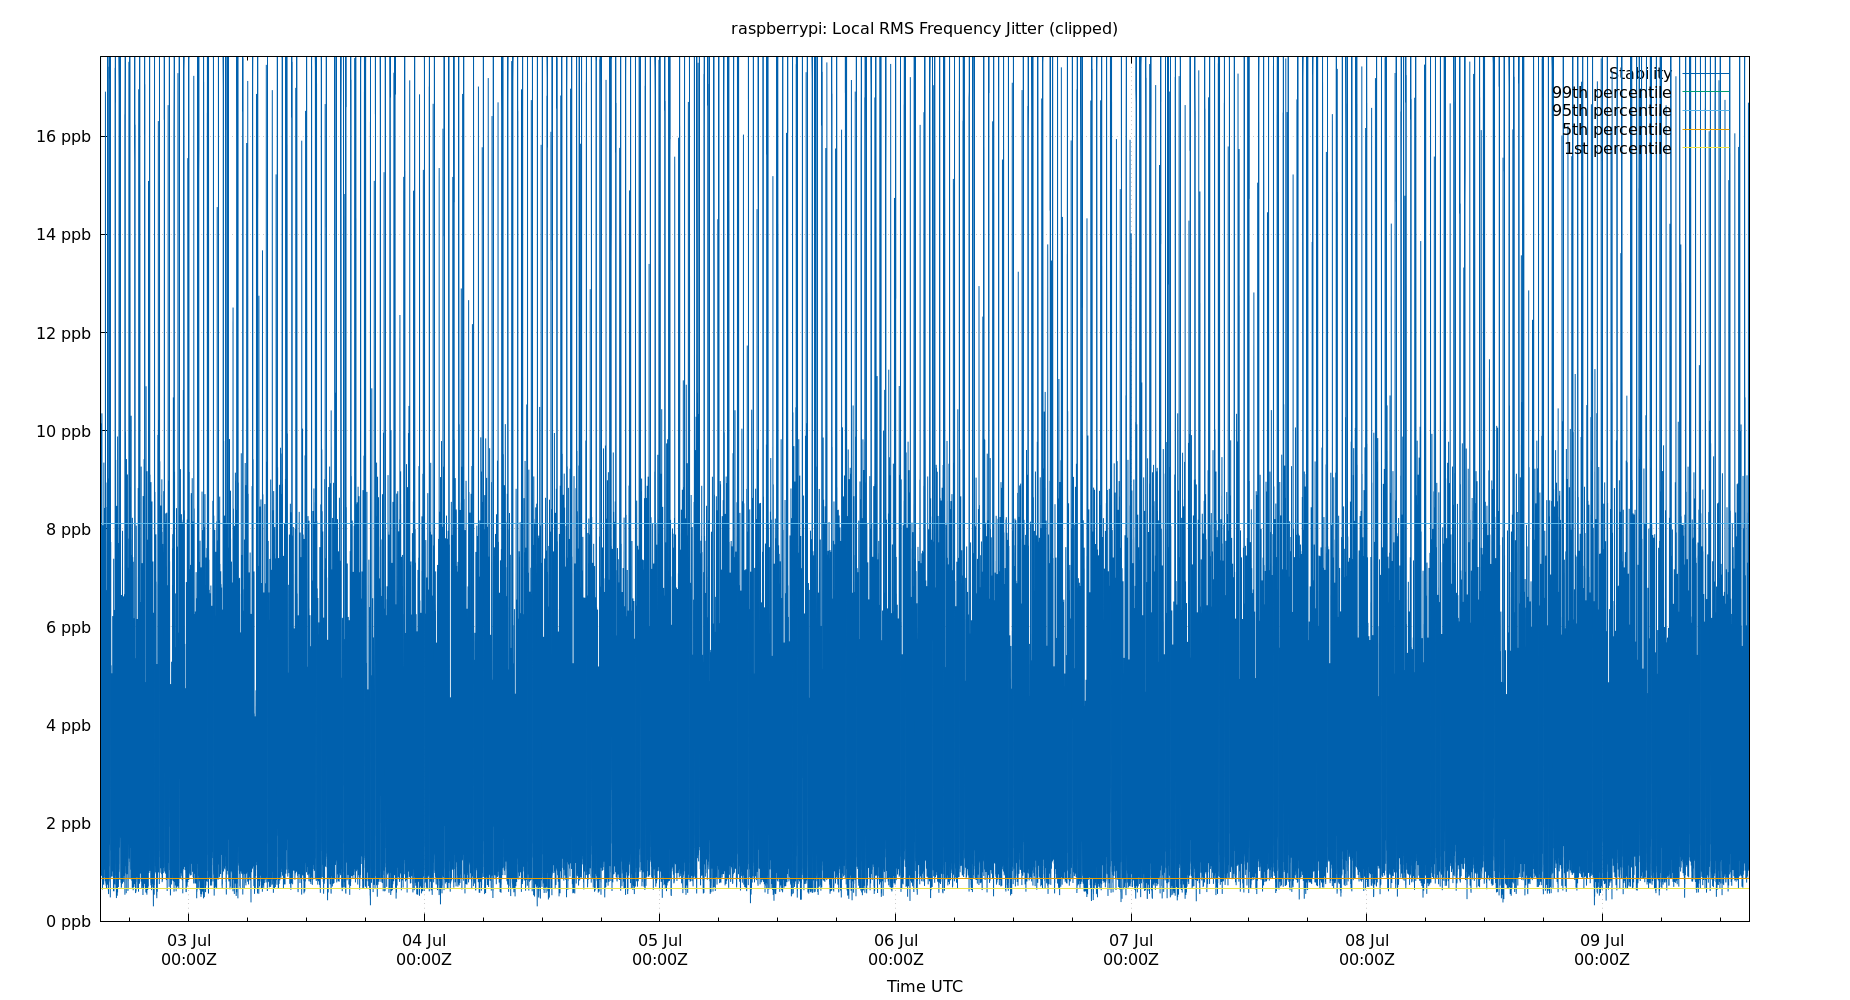 raspberrypi: Local RMS Frequency Jitter (clipped)
Stability
99th percentile
95th percentile
5th percentile
1st percentile
16 ppb
14 ppb
12 ppb
10 ppb
8 ppb
6 ppb
4 ppb
2 ppb
0 ppb
03 Jul 04 Jul 05 Jul 06 Jul 07 Jul 08 Jul 09 Jul
00:00Z 00:00Z 00:00Z 00:00Z 00:00Z 00:00Z 00:00Z
Time UTC